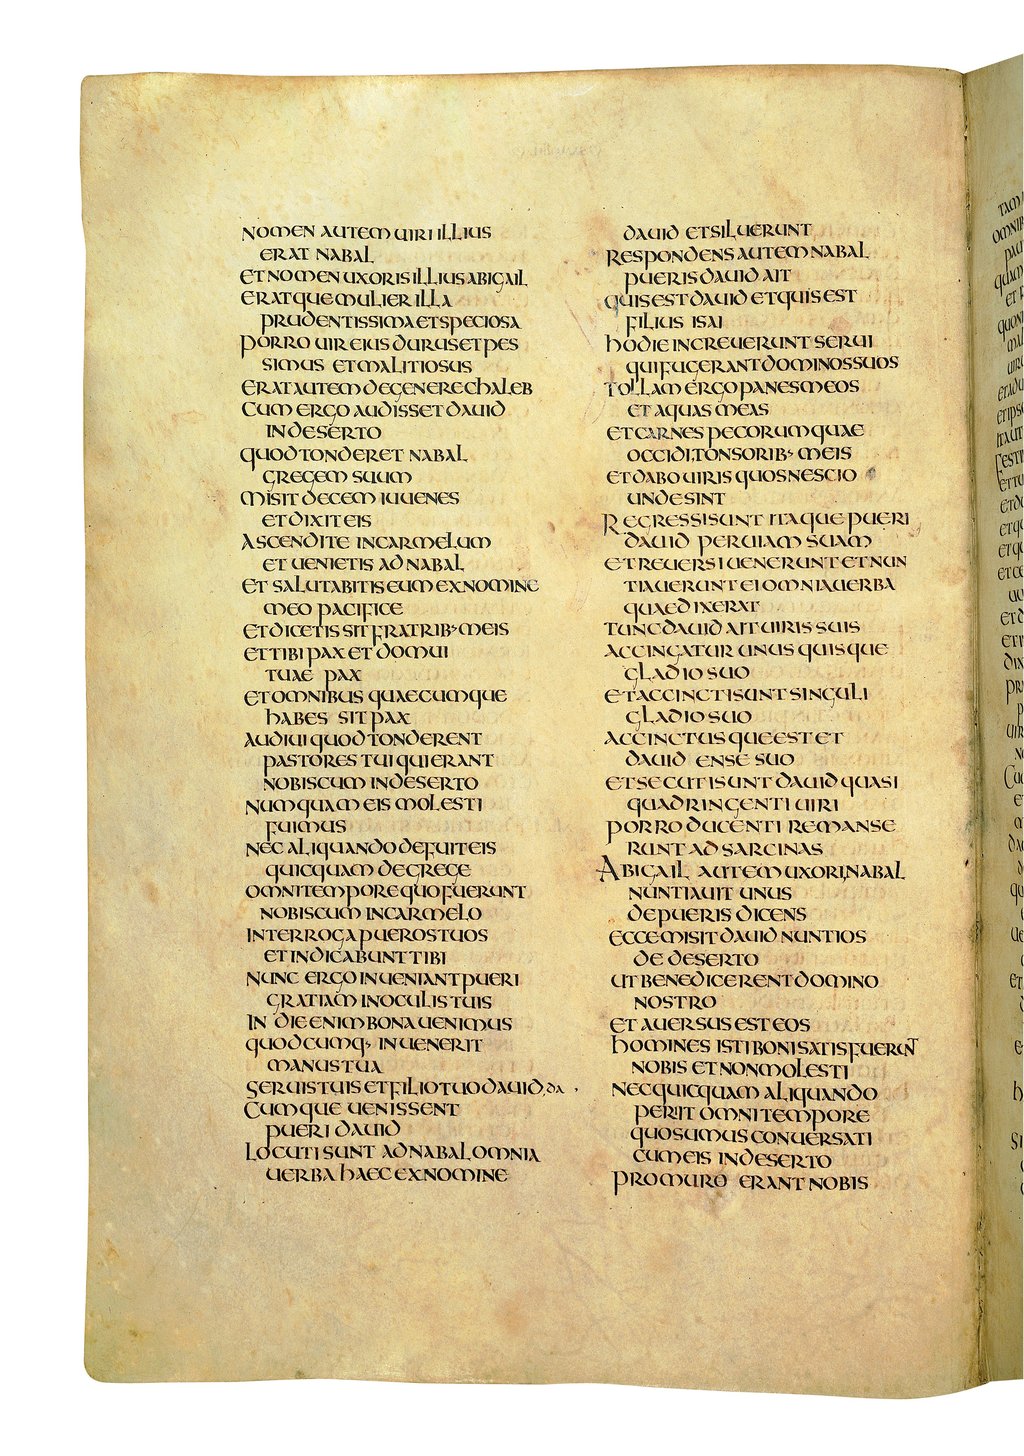 NOMEN AUTEM UIRI ILLIUS
ERAT NABAL
ET NOMEN UXORIS ILLIUS ABIGAIL
ERATQUE MULIER ILLA
PRUDENTISSIMA ET SPECIOSA
PORRO UIR EIUS DURUS ET PES
SIMUS ET MALITIOSUS
ERAT AUTEM DE GENERE CHALEB
CUM ERGO AUDISSET DAUID
IN DESERTO
QUOD TONDERET NABAL
GREGEM SUUM
MISIT DECEM IUUENES
ET DIXIT EIS
ASCENDITE IN CARMELUM
ET UENIETIS AD NABAL
ET SALUTABITIS EUM EX NOMINE
MEO PACIFICE
ET DICETIS SIT FRATRIB· MEIS
ET TIBI PAX ET DOMUI
TUAE PAX
ET OMNIBUS QUAECUMQUE
HABES SIT PAX
AUDIUI QUOD TONDERENT
PASTORES TUI QUI ERANT
NOBISCUM IN DESERTO
NUMQUAM EIS MOLESTI
FUIMUS
NEC ALIQUANDO DEFUIT EIS
QUICQUAM DE GREGE
OMNI TEMPORE QUO FUERUNT
NOBISCUM IN CARMELO
INTERROGA PUEROS TUOS
ET INDICABUNT TIBI
NUNC ERGO INUENIANT PUERI
GRATIAM IN OCULIS TUIS
IN DIE ENIM BONA UENIMUS
QUODCUMQ· INUENERIT
MANUS TUA
SERUIS TUIS ET FILIO TUO DAUID, DA
CUMQUE UENISSENT
PUERI DAUID
LOCUTI SUNT AD NABAL OMNIA
UERBA HAEC EX NOMINE
DAUID ET SILUERUNT
RESPONDENS AUTEM NABAL
PUERIS DAUID AIT
QUIS EST DAUID ET QUIS EST
FILIUS ISAI
HODIE INCREUERUNT SERUI
QUI FUGERANT DOMINOS SUOS
TOLLAM ERGO PANES MEOS
ET AQUAS MEAS
ET CARNES PECORUM QUAE
OCCIDI TONSORIB· MEIS
ET DABO UIRIS QUOS NESCIO
UNDE SINT
REGRESSI SUNT ITAQUE PUERI
DAUID PER UIAM SUAM
ET REUERSI UENERUNT ET NUN
TIAUERUNT EI OMNIA UERBA
QUAE DIXERAT
TUNC DAUID AIT UIRIS SUIS
ACCINGATUR UNUSQUISQUE
GLADIO SUO
ET ACCINCTI SUNT SINGULI
GLADIO SUO
ACCINCTUSQUE EST ET
DAUID ENSE SUO
ET SECUTI SUNT DAUID QUASI
QUADRINGENTI UIRI
PORRO DUCENTI REMANSE
RUNT AD SARCINAS
ABIGAIL AUTEM UXORI NABAL
NUNTIAUIT UNUS
DE PUERIS DICENS
ECCE MISIT DAUID NUNTIOS
DE DESERTO
UT BENEDICERENT DOMINO
NOSTRO
ET AUERSUS EST EOS
HOMINES ISTI BONI SATIS FUERUNT
NOBIS ET NON MOLESTI
NEC QUICQUAM ALIQUANDO
PERIIT OMNI TEMPORE
QUO SUMUS CONUERSATI
CUM EIS IN DESERTO
PRO MURO ERANT NOBIS